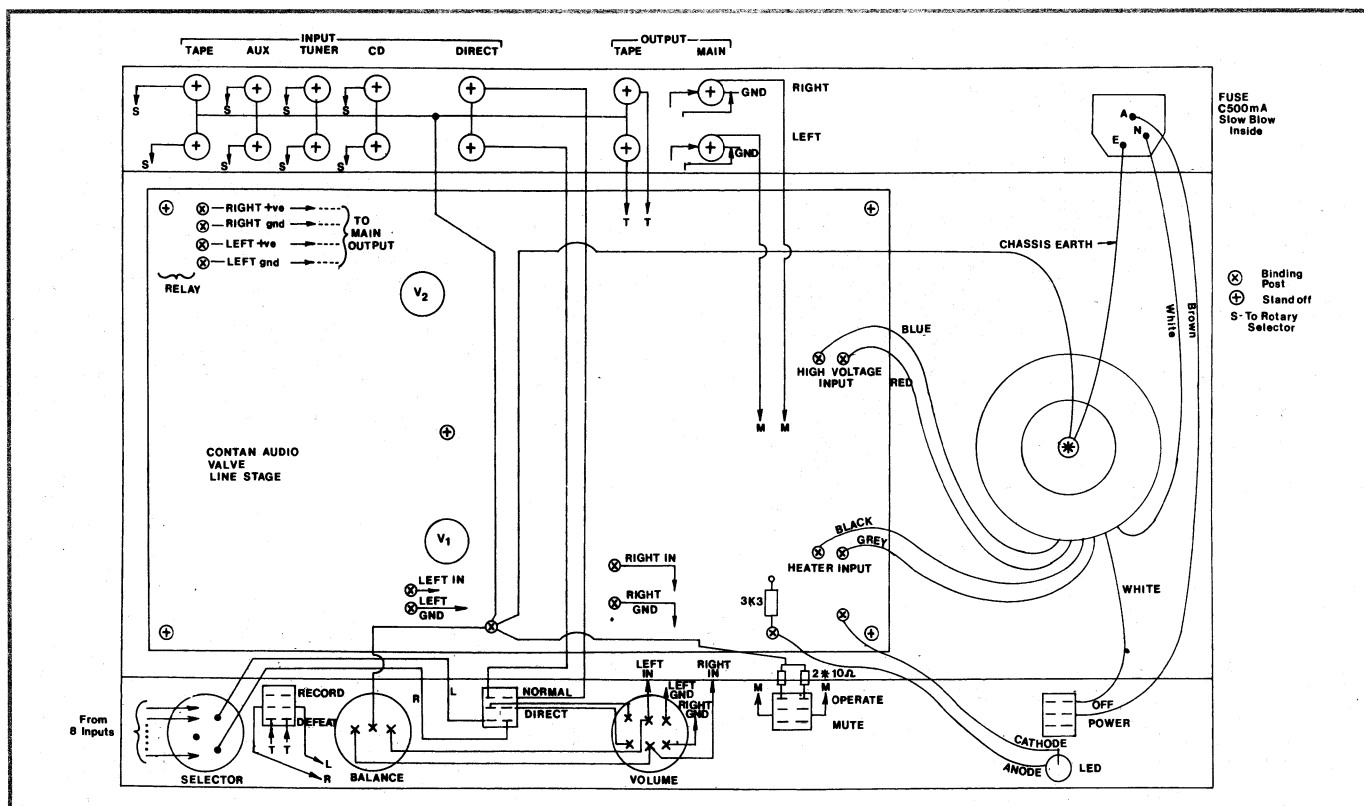 INPUT
OUTPUT
TAPE AUX TUNER CD DIRECT TAPE MAIN
GND RIGHT
S S S S
LEFT
GND
S S S S
A
N
E
FUSE
C500mA
Slow Blow
Inside
RIGHT +ve
RIGHT gnd
LEFT +ve
LEFT gnd
TO
MAIN
OUTPUT
RELAY
T T
CHASSIS EARTH
V2
Binding
Post
Stand off
S- To Rotary
Selector
White
Brown
BLUE
HIGH VOLTAGE
INPUT
RED
M M
CONTAN AUDIO
VALVE
LINE STAGE
V1
BLACK
GREY
HEATER INPUT
LEFT IN
LEFT
GND
RIGHT IN
RIGHT
GND
3K3
WHITE
From
8 Inputs
SELECTOR
RECORD
DEFEAT
T T
L
R
BALANCE
R
L
NORMAL
DIRECT
LEFT
IN
RIGHT
IN
LEFT
GND
RIGHT
GND
VOLUME
2*10Ω
M M
OPERATE
MUTE
OFF
POWER
CATHODE
ANODE
LED